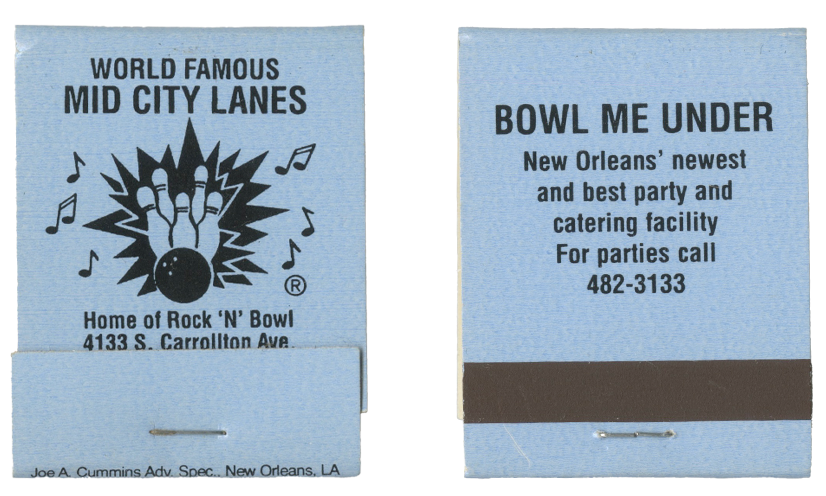 WORLD FAMOUS
MID CITY LANES
®
Home of Rock ‘N’ Bowl
4133 S. Carrollton Ave.
Joe A. Cummins Adv. Spec., New Orleans, LA
BOWL ME UNDER
New Orleans’ newest
and best party and
catering facility
For parties call
482-3133